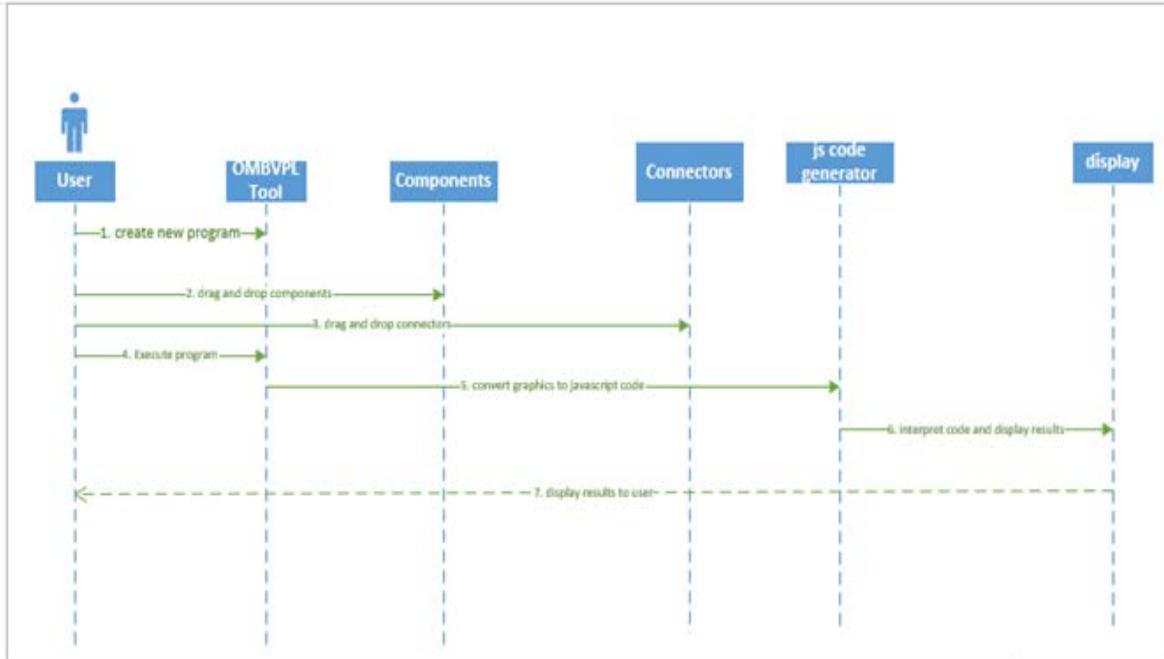 User
OMBVPL
Tool
Components
Connectors
js code
generator
display
1. create new program
2. drag and drop components
3. drag and drop connectors
4. Execute program
5. convert graphics to javascript code
6. interpret code and display results
7. display results to user